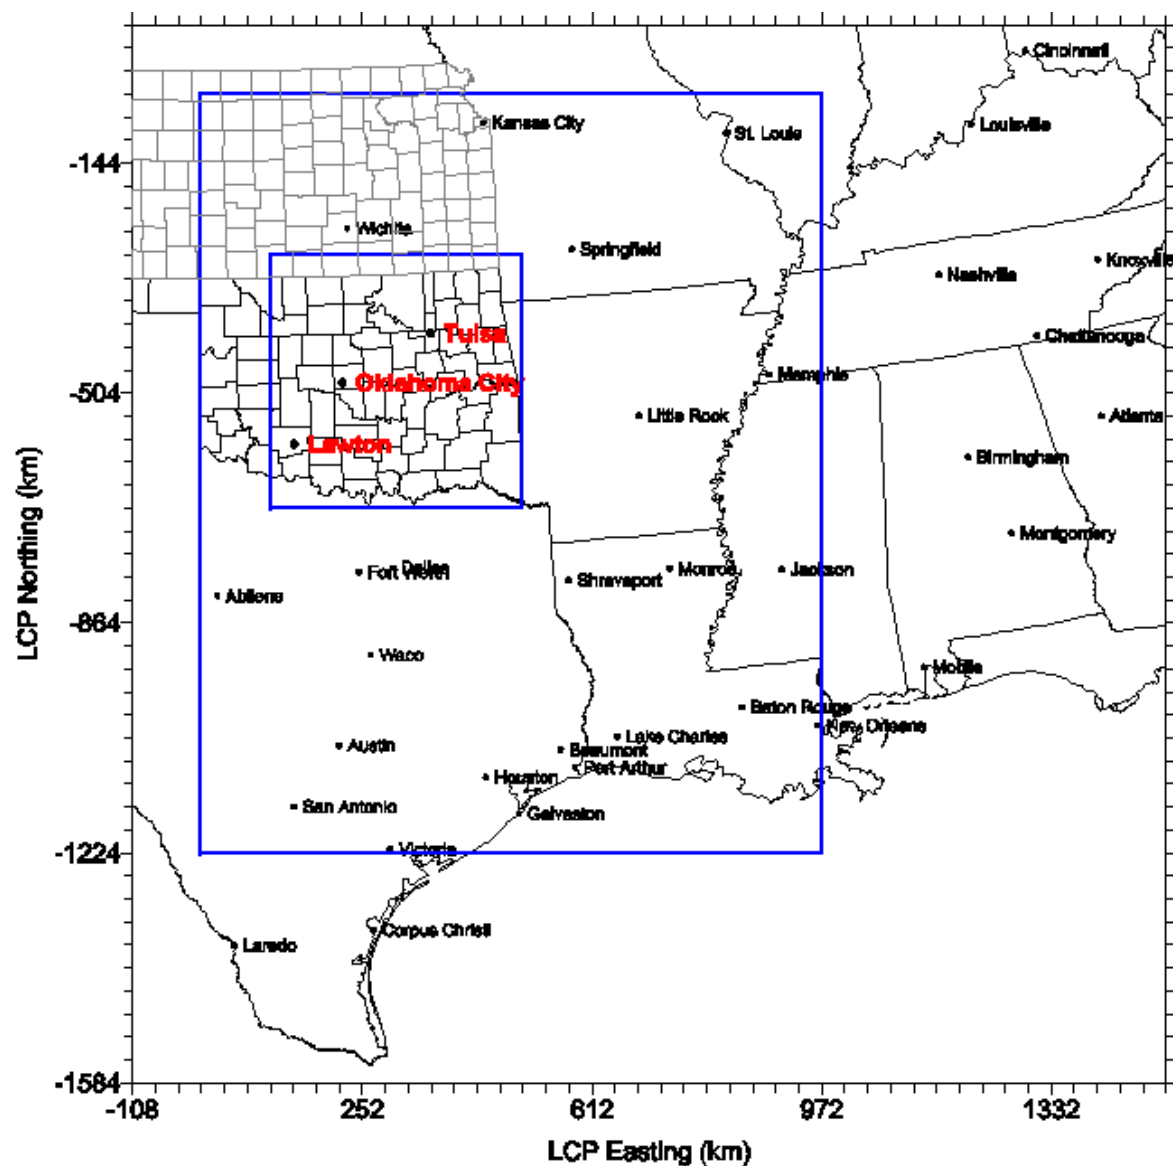 Cincinnati
Kansas City
St. Louis
Louisville
-144
Wichita
Springfield
Knoxville
Nashville
Tulsa
Chattanooga
Memphis
Oklahoma City
-504
Little Rock
Atlanta
Lawton
Birmingham
Montgomery
LCP Northing (km)
Dallas
Fort Worth
Shreveport
Monroe
Jackson
Abilene
-864
Waco
Mobile
Baton Rouge
New Orleans
Lake Charles
Austin
Beaumont
Port Arthur
Houston
San Antonio
Galveston
-1224
Victoria
Corpus Christi
Laredo
-1584
-108 252 612 972 1332
LCP Easting (km)